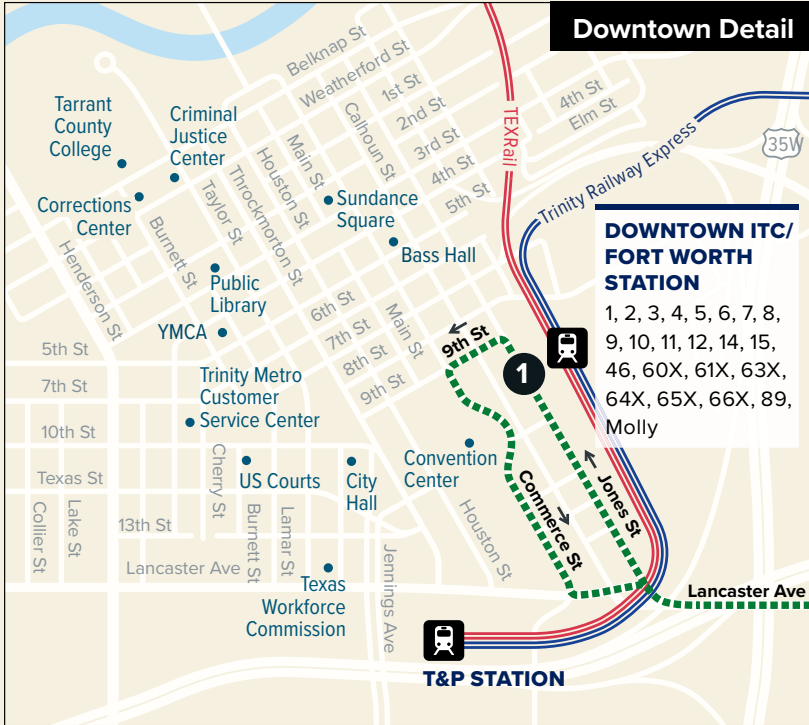 Downtown Detail
Belknap St
Weatherford St
1st St
2nd St
3rd St
4th St
5th St
4th St
Elm St
TEXRail
Trinity Railway Express
35W
Tarrant
County
College
Criminal
Justice
Center
Corrections
Center
Main St
Calhoun St
Houston St
Throckmorton St
Taylor St
Burnett St
Henderson St
Sundance
Square
Bass Hall
Public
Library
YMCA
DOWNTOWN ITC/
FORT WORTH
STATION
1, 2, 3, 4, 5, 6, 7, 8,
9, 10, 11, 12, 14, 15,
46, 60X, 61X, 63X,
64X, 65X, 66X, 89,
Molly
6th St
7th St
8th St
9th St
Main St
9th St
1
5th St
7th St
10th St
Texas St
13th St
Lancaster Ave
Trinity Metro
Customer
Service Center
US Courts
City
Hall
Convention
Center
Commerce St
Jones St
Houston St
Cherry St
Burnett St
Lamar St
Collier St
Lake St
Jennings Ave
Texas
Workforce
Commission
Lancaster Ave
T&P STATION